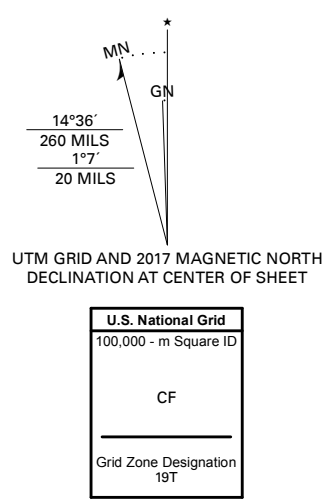 MN
GN
14°36´
260 MILS
1°7´
20 MILS
UTM GRID AND 2017 MAGNETIC NORTH
DECLINATION AT CENTER OF SHEET
U.S. National Grid
100,000 - m Square ID
CF
Grid Zone Designation
19T